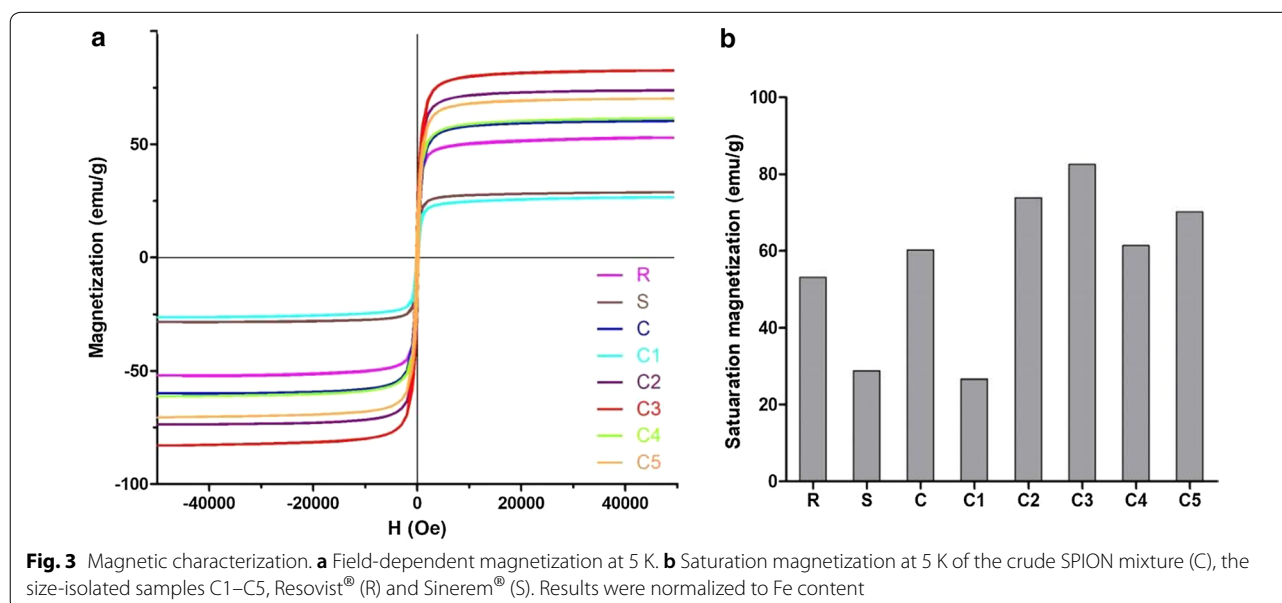 a
Magnetization (emu/g)
50
0
-50
-100
-40000 -20000 0 20000 40000
H (Oe)
R
S
C
C1
C2
C3
C4
C5
b
Satuaration magnetization (emu/g)
100
80
60
40
20
0
R S C C1 C2 C3 C4 C5
Fig. 3 Magnetic characterization. a Field-dependent magnetization at 5 K. b Saturation magnetization at 5 K of the crude SPION mixture (C), the
size-isolated samples C1–C5, Resovist® (R) and Sinerem® (S). Results were normalized to Fe content